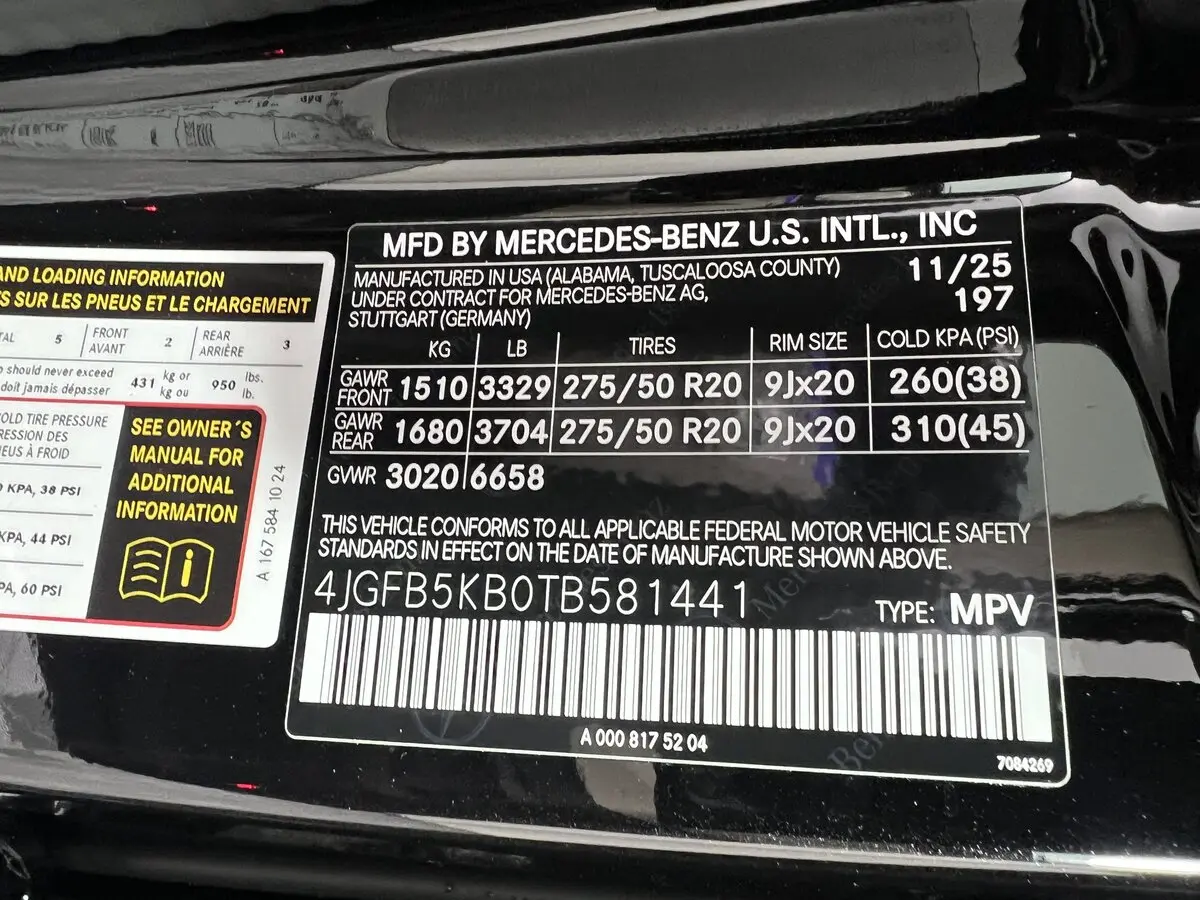 AND LOADING INFORMATION
SUR LES PNEUS ET LE CHARGEMENT
5 FRONT AVANT 2 REAR ARRIÈRE 3
should never exceed
doit jamais dépasser 431 kg or kg ou 950 lbs. lb.
TIRE PRESSURE
DES
À FROID
KPA, 38 PSI
KPA, 44 PSI
60 PSI
SEE OWNER´S
MANUAL FOR
ADDITIONAL
INFORMATION
A 167 584 10 24
MFD BY MERCEDES-BENZ U.S. INTL., INC
MANUFACTURED IN USA (ALABAMA, TUSCALOOSA COUNTY) 11/25
UNDER CONTRACT FOR MERCEDES-BENZ AG, 197
STUTTGART (GERMANY)
KG LB TIRES RIM SIZE COLD KPA (PSI)
GAWR FRONT 1510 3329 275/50 R20 9Jx20 260(38)
GAWR REAR 1680 3704 275/50 R20 9Jx20 310(45)
GVWR 3020 6658
THIS VEHICLE CONFORMS TO ALL APPLICABLE FEDERAL MOTOR VEHICLE SAFETY
STANDARDS IN EFFECT ON THE DATE OF MANUFACTURE SHOWN ABOVE.
4JGFB5KB0TB581441 TYPE: MPV
A 000 817 52 04
7084269